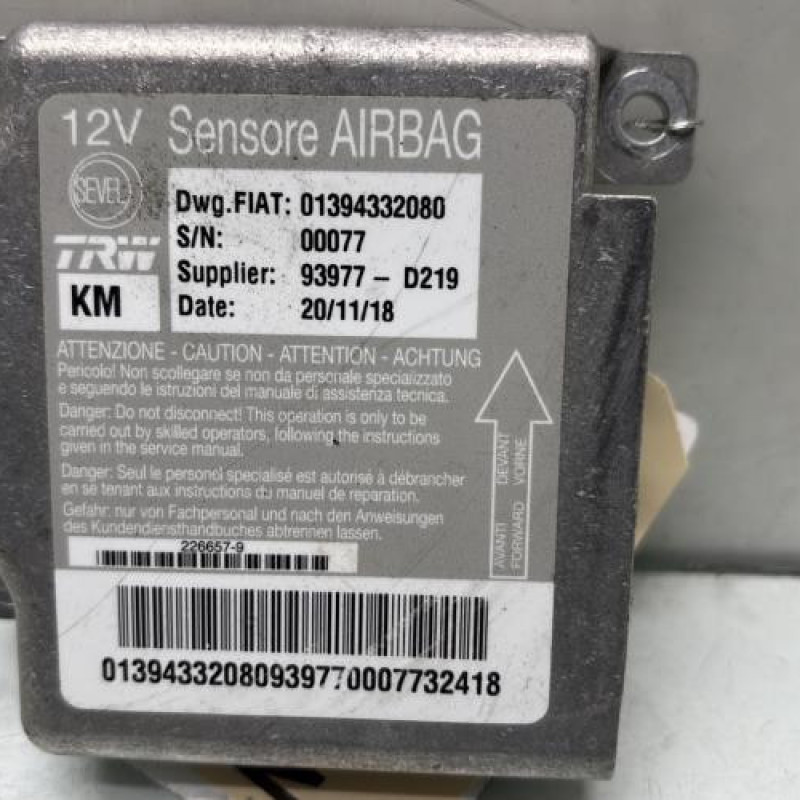 12V Sensore AIRBAG
SEVEL
TRW
KM
Dwg.FIAT: 01394332080
S/N: 00077
Supplier: 93977 - D219
Date: 20/11/18
ATTENZIONE - CAUTION - ATTENTION - ACHTUNG
Pericolo! Non scollegare se non da personale specializzato
e seguendo le istruzioni del manuale di assistenza tecnica.
Danger: Do not disconnect! This operation is only to be
carried out by skilled operators, following the instructions
given in the service manual.
Danger: Seul le personel specialisé est autorisé à débrancher
en se tenant aux instructions du manuel de reparation.
Gefahr: nur von Fachpersonal und nach den Anweisungen
des Kundendiensthandbuches abtrennen lassen.
AVANTI DEVANT
FORWARD VORNE
226657-9
01394332080939770007732418